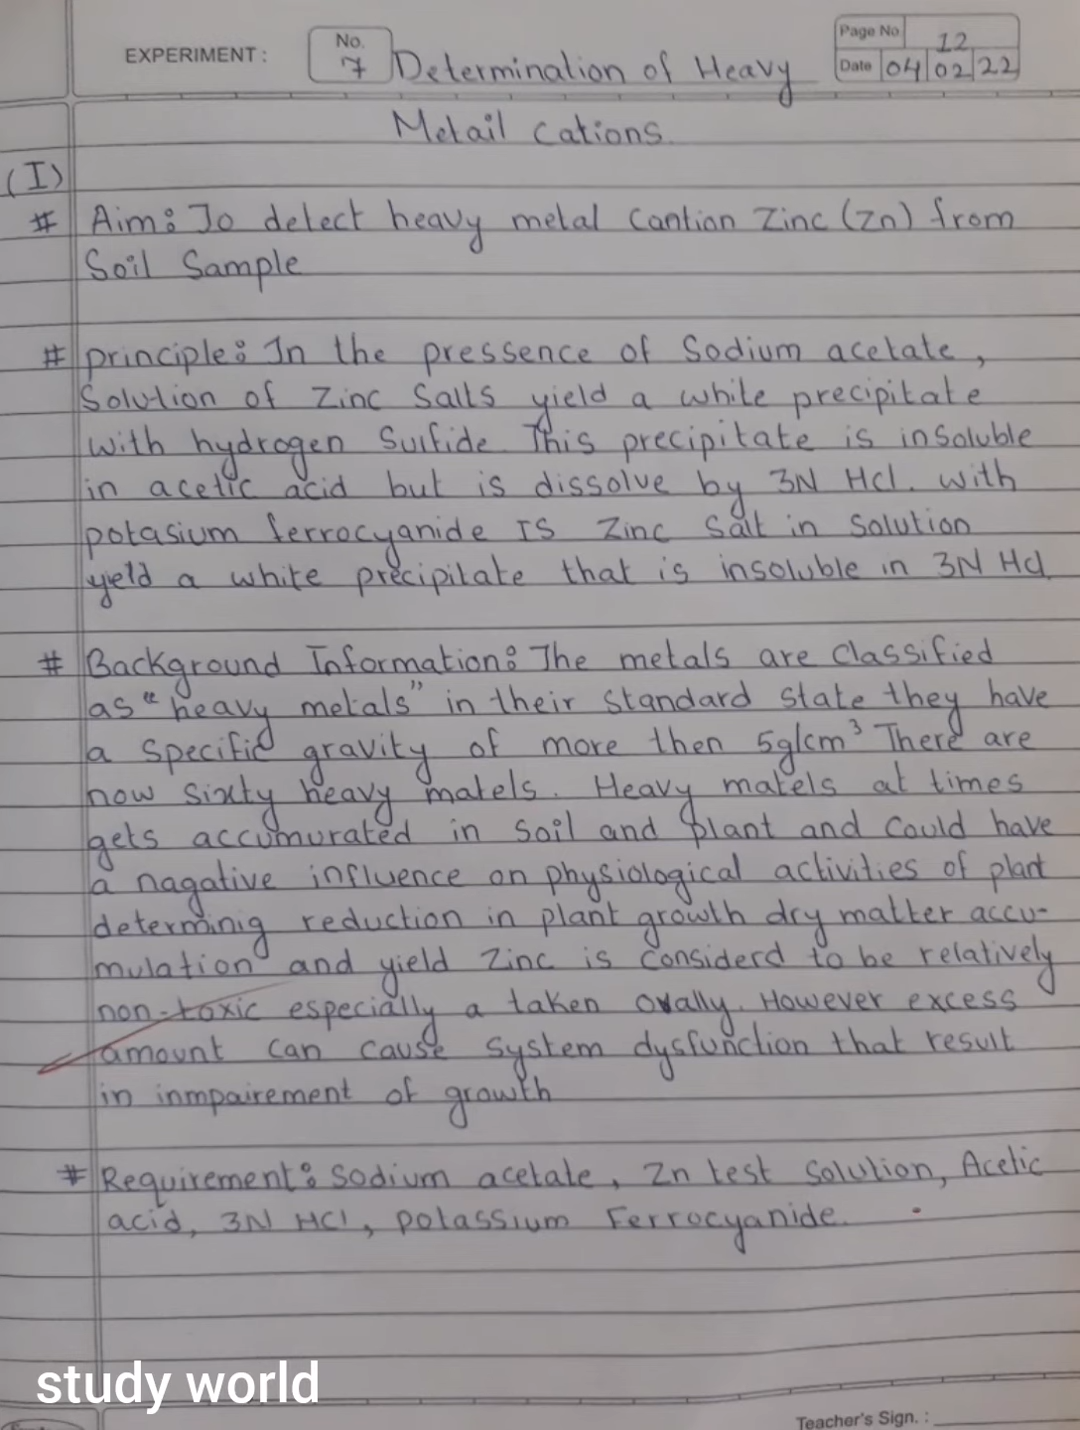 EXPERIMENT :
No. 7
Determination of Heavy
Page No 12
Date 04 02 22
Metail Cations.
(I)
# Aim: To detect heavy metal Cantion Zinc (Zn) from
Soil Sample
# principle: In the pressence of Sodium acetate,
Solution of Zinc Salts yield a white precipitate
with hydrogen Sulfide This precipitate is insoluble
in acetic acid but is dissolve by 3N HCl. with
potasium ferrocyanide IS Zinc Salt in Solution
yeld a white precipitate that is insoluble in 3N HCl
# Background Information: The metals are Classified
as "heavy metals" in their Standard State they have
a Specific gravity of more then 5g/cm³ There are
now Sixty heavy matels. Heavy matels at times
gets accumurated in Soil and plant and Could have
a nagative influence on physiological activities of plant
determinig reduction in plant growth dry matter accu-
mulation and yield Zinc is Considerd to be relatively
non-toxic especially a taken orally. However excess
amount can cause System dysfunction that result
in inmpairement of growth
# Requirement: Sodium acetate, Zn test Solution, Acetic
acid, 3N HCl, potassium Ferrocyanide.
study world
Teacher's Sign. :